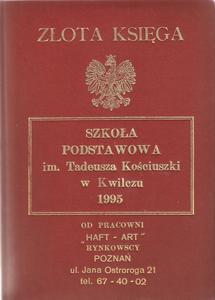 ZŁOTA KSIĘGA
SZKOŁA
PODSTAWOWA
im. Tadeusza Kościuszki
w Kwilczu
1995
OD PRACOWNI
„HAFT - ART"
RYNKOWSCY
POZNAŃ
ul. Jana Ostroroga 21
tel. 67-40-02